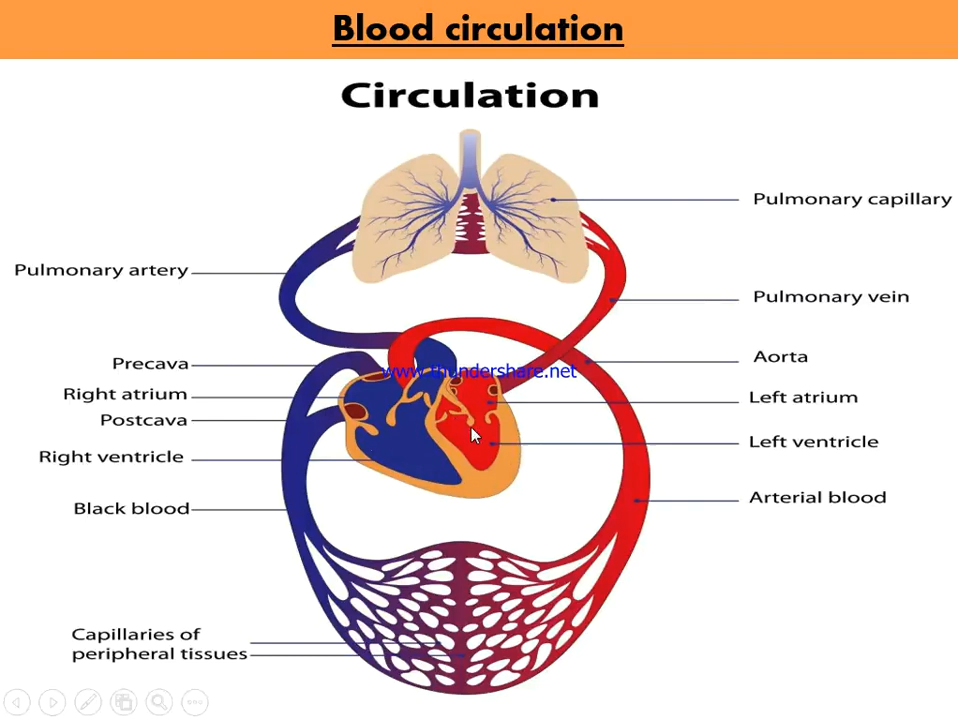 Blood circulation
Circulation
Pulmonary capillary
Pulmonary artery
Pulmonary vein
Precava
Aorta
www.thundershare.net
Right atrium
Left atrium
Postcava
Left ventricle
Right ventricle
Arterial blood
Black blood
Capillaries of
peripheral tissues